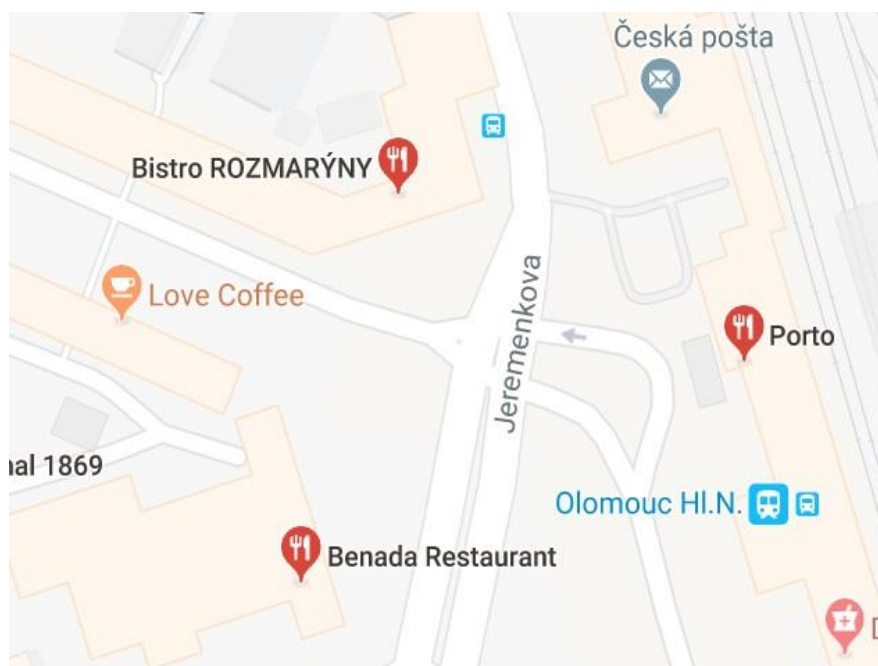 Česká pošta
Bistro ROZMARÝNY
Love Coffee
Jeremenkova
Porto
nal 1869
Olomouc Hl.N.
Benada Restaurant